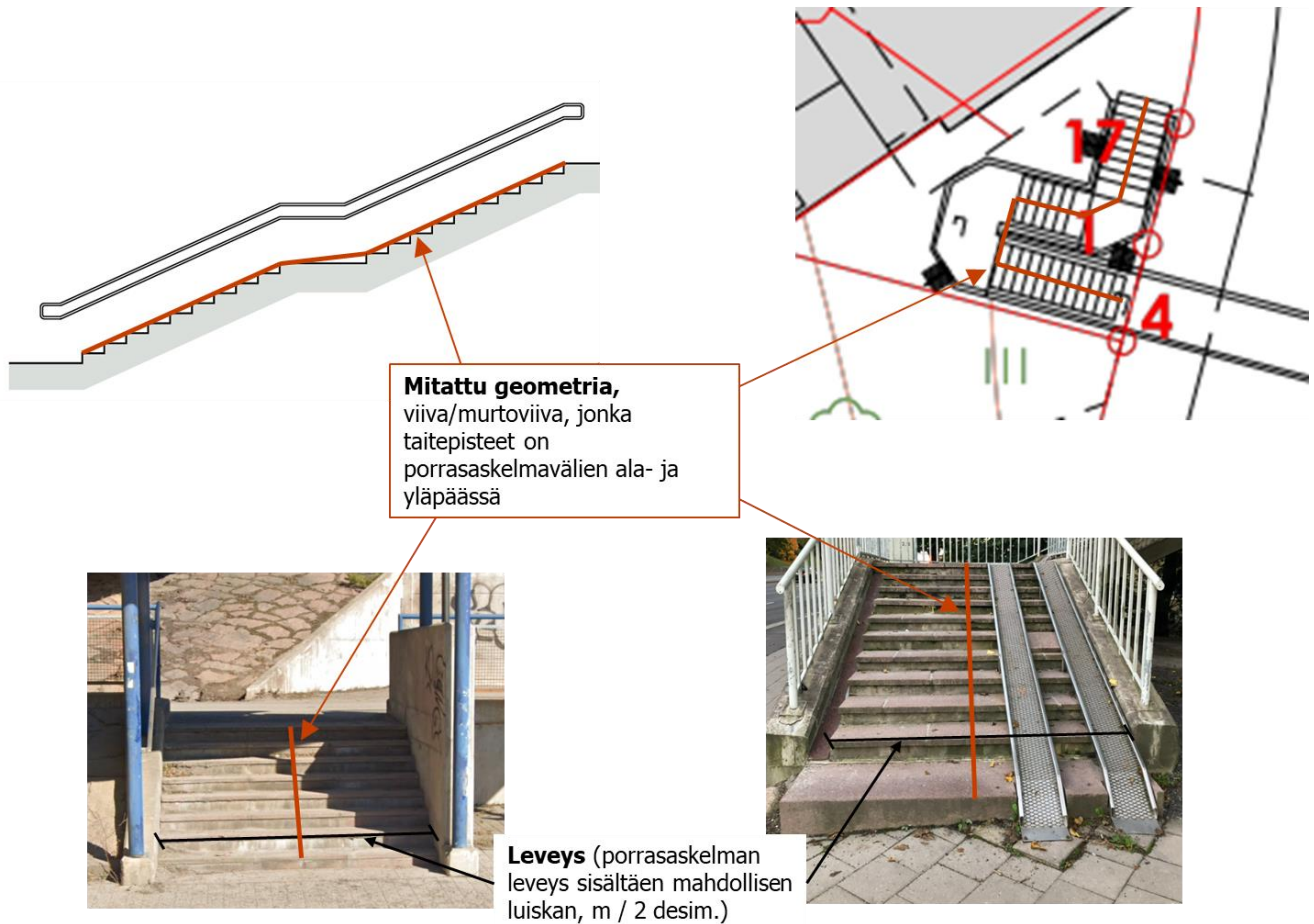 17
1
4
Mitattu geometria,
viiva/murtoviiva, jonka
taitepisteet on
porrasaskelmavälien ala- ja
yläpäässä
Leveys (porrasaskelman
leveys sisältäen mahdollisen
luiskan, m / 2 desim.)